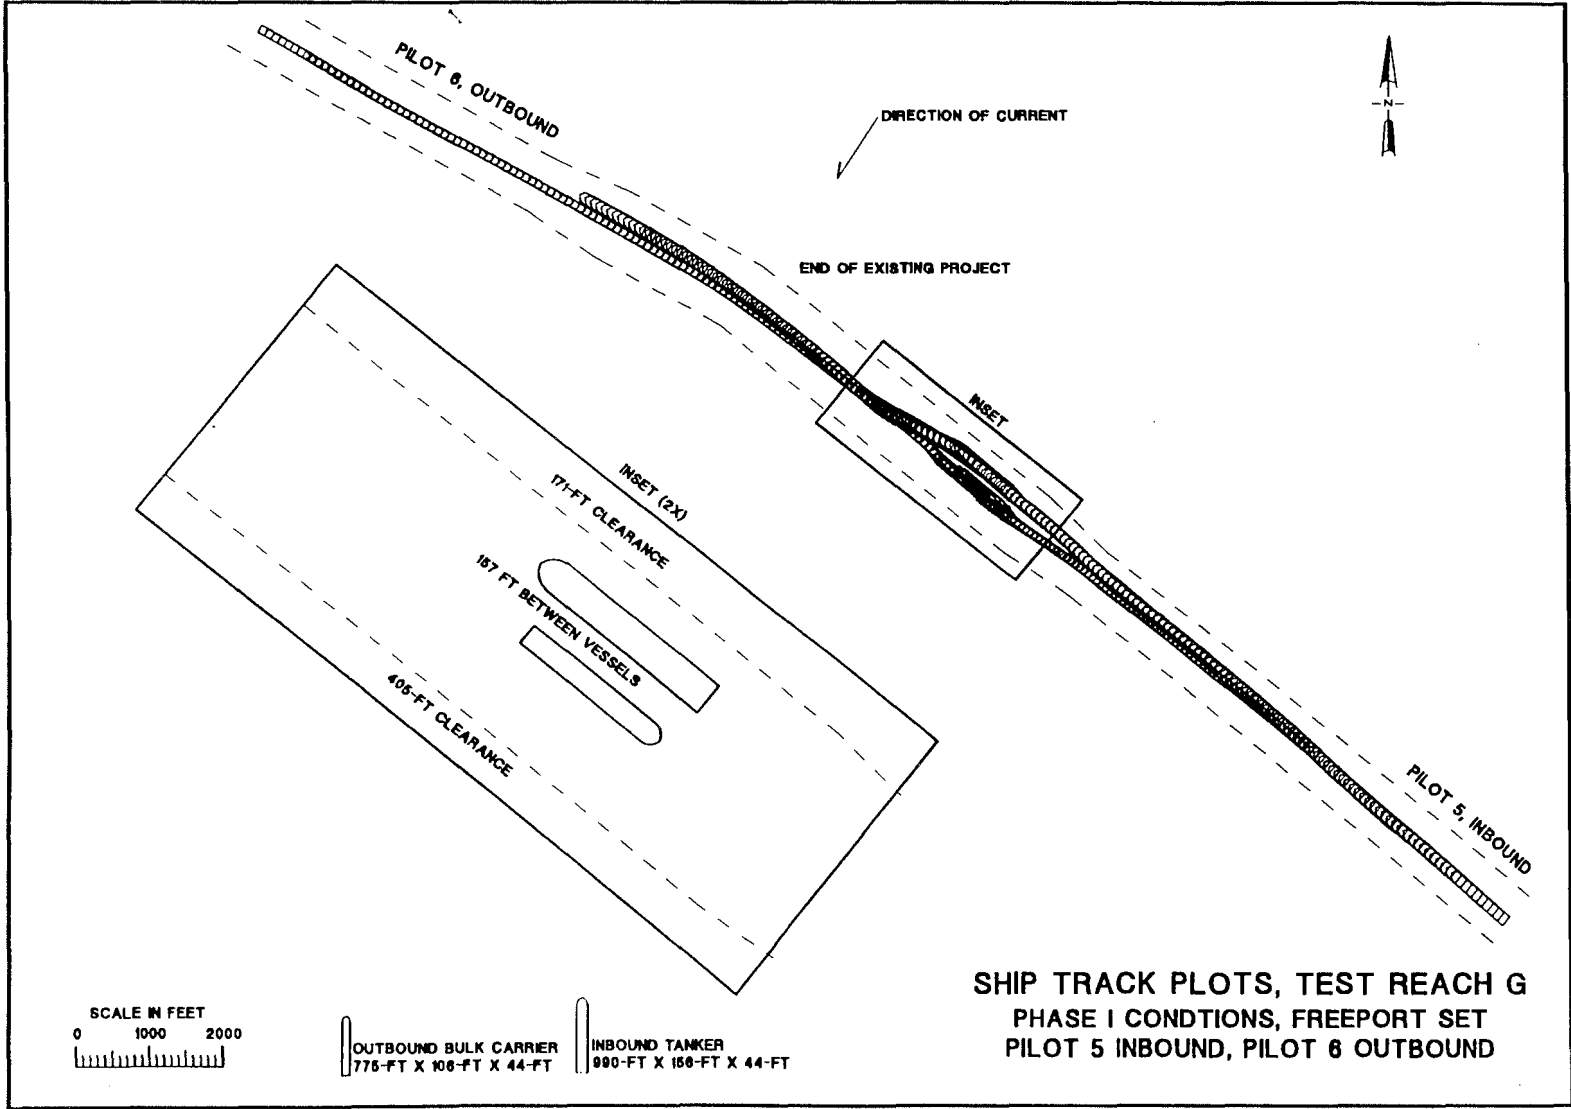 PILOT 6, OUTBOUND
N
DIRECTION OF CURRENT
END OF EXISTING PROJECT
INSET
INSET (2X)
171-FT CLEARANCE
157 FT BETWEEN VESSELS
405-FT CLEARANCE
PILOT 5, INBOUND
SCALE IN FEET
0 1000 2000
OUTBOUND BULK CARRIER
775-FT X 106-FT X 44-FT
INBOUND TANKER
990-FT X 156-FT X 44-FT
SHIP TRACK PLOTS, TEST REACH G
PHASE I CONDTIONS, FREEPORT SET
PILOT 5 INBOUND, PILOT 6 OUTBOUND